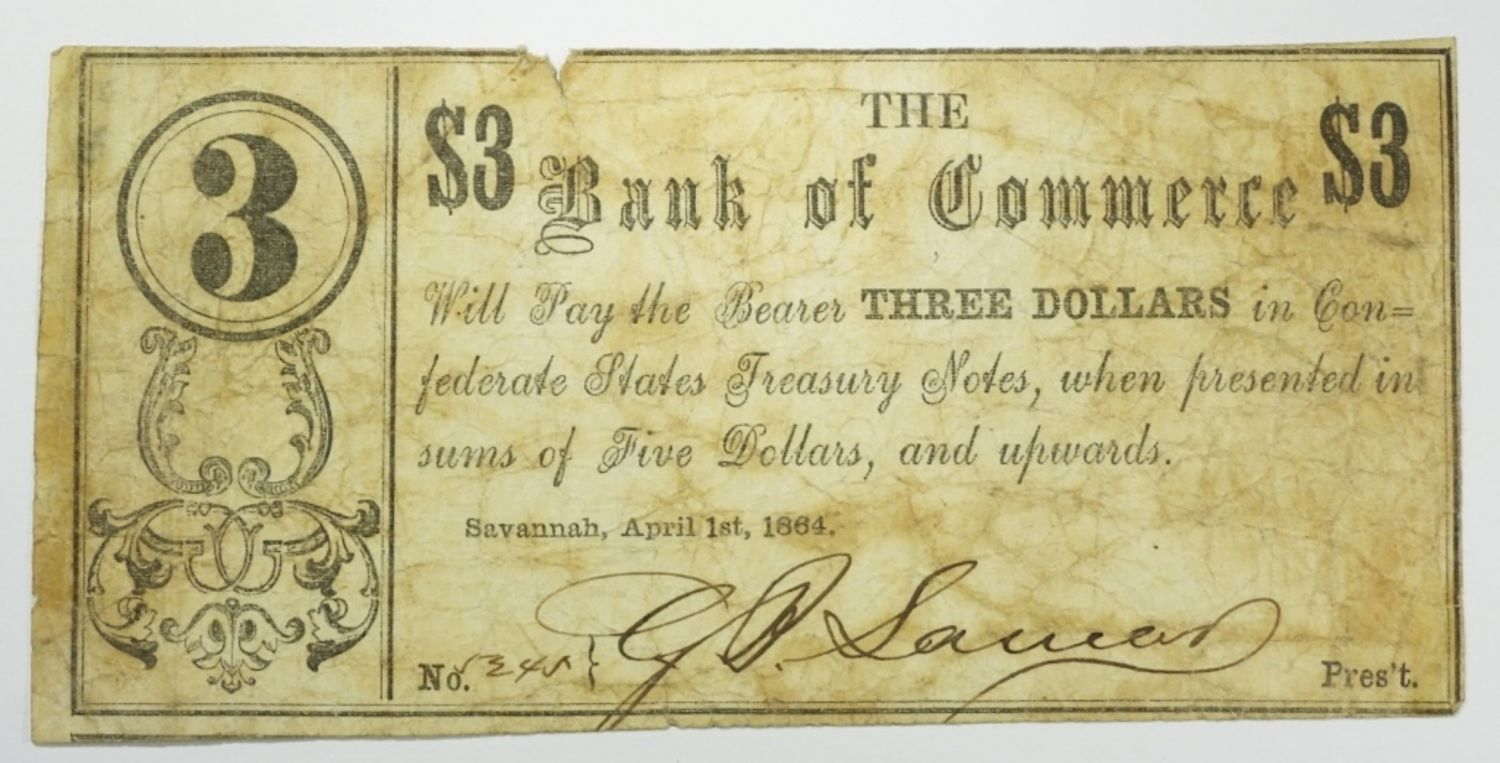 3
$3 THE $3
Bank of Commerce
Will Pay the Bearer THREE DOLLARS in Con=
federate States Treasury Notes, when presented in
sums of Five Dollars, and upwards.
Savannah, April 1st, 1864.
No. Pres't.